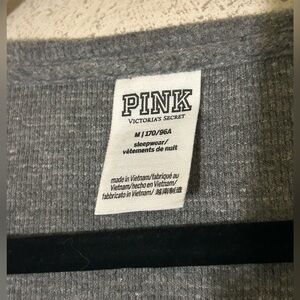 PINK
VICTORIA'S SECRET
M | 170/96A
sleepwear/
vêtements de nuit
made in Vietnam/fabriqué au
Vietnam/hecho en Vietnam/
fabbricato in Vietnam/越南制造